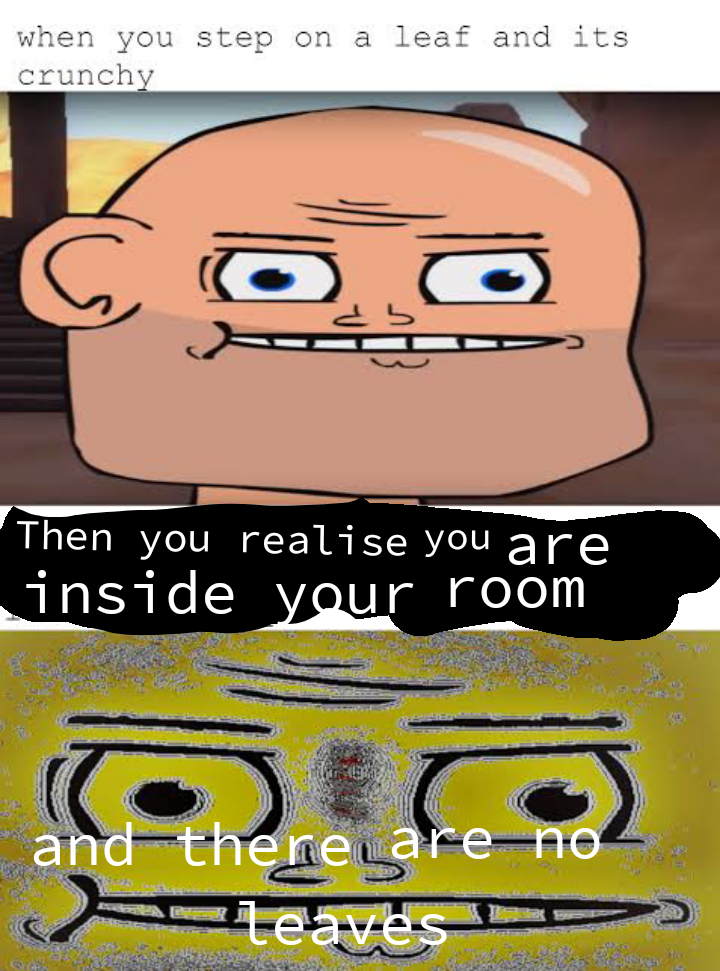 when you step on a leaf and its
crunchy
Then you realise you are
inside your room
and there are no
leaves